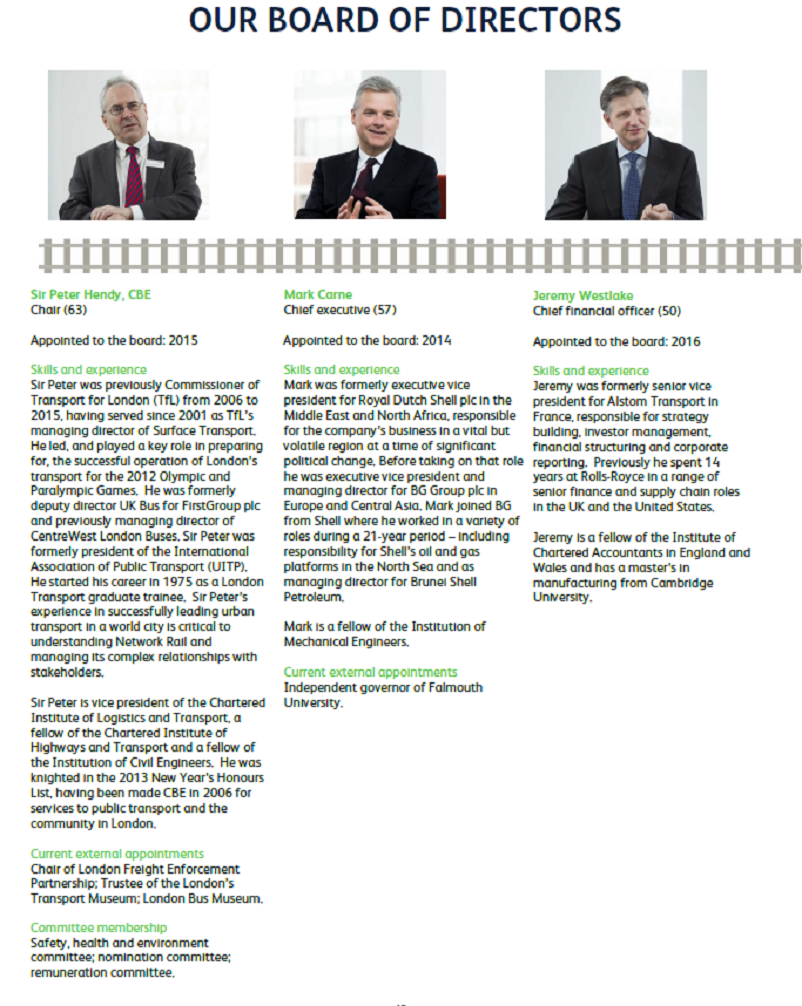 OUR BOARD OF DIRECTORS
Sir Peter Hendy, CBE
Chair (63)
Appointed to the board: 2015
Skills and experience
Sir Peter was previously Commissioner of
Transport for London (TfL) from 2006 to
2015, having served since 2001 as TfL's
managing director of Surface Transport.
He led, and played a key role in preparing
for, the successful operation of London's
transport for the 2012 Olympic and
Paralympic Games. He was formerly
deputy director UK Bus for FirstGroup plc
and previously managing director of
CentreWest London Buses. Sir Peter was
formerly president of the International
Association of Public Transport (UITP).
He started his career in 1975 as a London
Transport graduate trainee. Sir Peter's
experience in successfully leading urban
transport in a world city is critical to
understanding Network Rail and
managing its complex relationships with
stakeholders.
Sir Peter is vice president of the Chartered
Institute of Logistics and Transport, a
fellow of the Chartered Institute of
Highways and Transport and a fellow of
the Institution of Civil Engineers. He was
knighted in the 2013 New Year's Honours
List, having been made CBE in 2006 for
services to public transport and the
community in London.
Current external appointments
Chair of London Freight Enforcement
Partnership; Trustee of the London's
Transport Museum; London Bus Museum.
Committee membership
Safety, health and environment
committee; nomination committee;
remuneration committee.
Mark Carne
Chief executive (57)
Appointed to the board: 2014
Skills and experience
Mark was formerly executive vice
president for Royal Dutch Shell plc in the
Middle East and North Africa, responsible
for the company's business in a vital but
volatile region at a time of significant
political change. Before taking on that role
he was executive vice president and
managing director for BG Group plc in
Europe and Central Asia. Mark joined BG
from Shell where he worked in a variety of
roles during a 21-year period – including
responsibility for Shell's oil and gas
platforms in the North Sea and as
managing director for Brunei Shell
Petroleum.
Mark is a fellow of the Institution of
Mechanical Engineers.
Current external appointments
Independent governor of Falmouth
University.
Jeremy Westlake
Chief financial officer (50)
Appointed to the board: 2016
Skills and experience
Jeremy was formerly senior vice
president for Alstom Transport in
France, responsible for strategy
building, investor management,
financial structuring and corporate
reporting. Previously he spent 14
years at Rolls-Royce in a range of
senior finance and supply chain roles
in the UK and the United States.
Jeremy is a fellow of the Institute of
Chartered Accountants in England and
Wales and has a master's in
manufacturing from Cambridge
University.